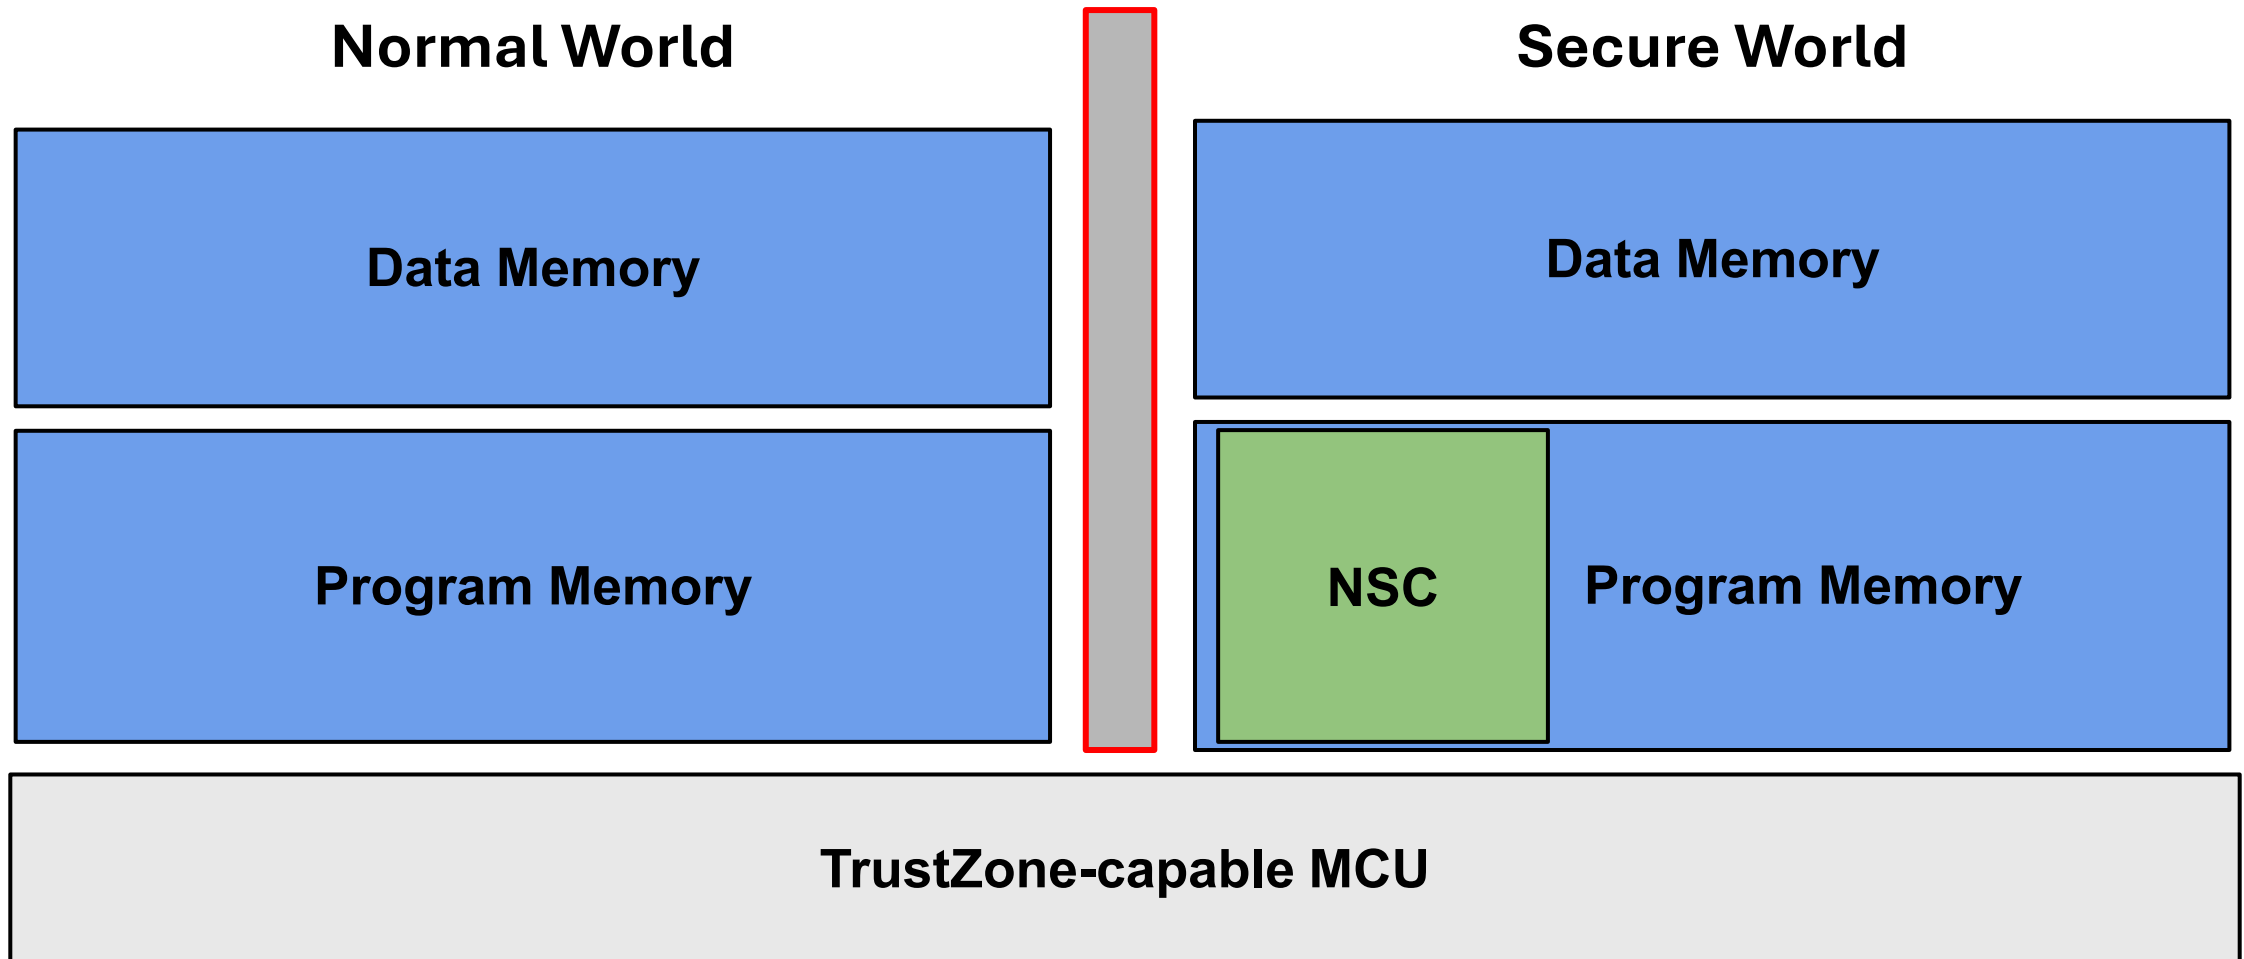 Normal World
Secure World
Data Memory
Data Memory
Program Memory
NSC
Program Memory
TrustZone-capable MCU